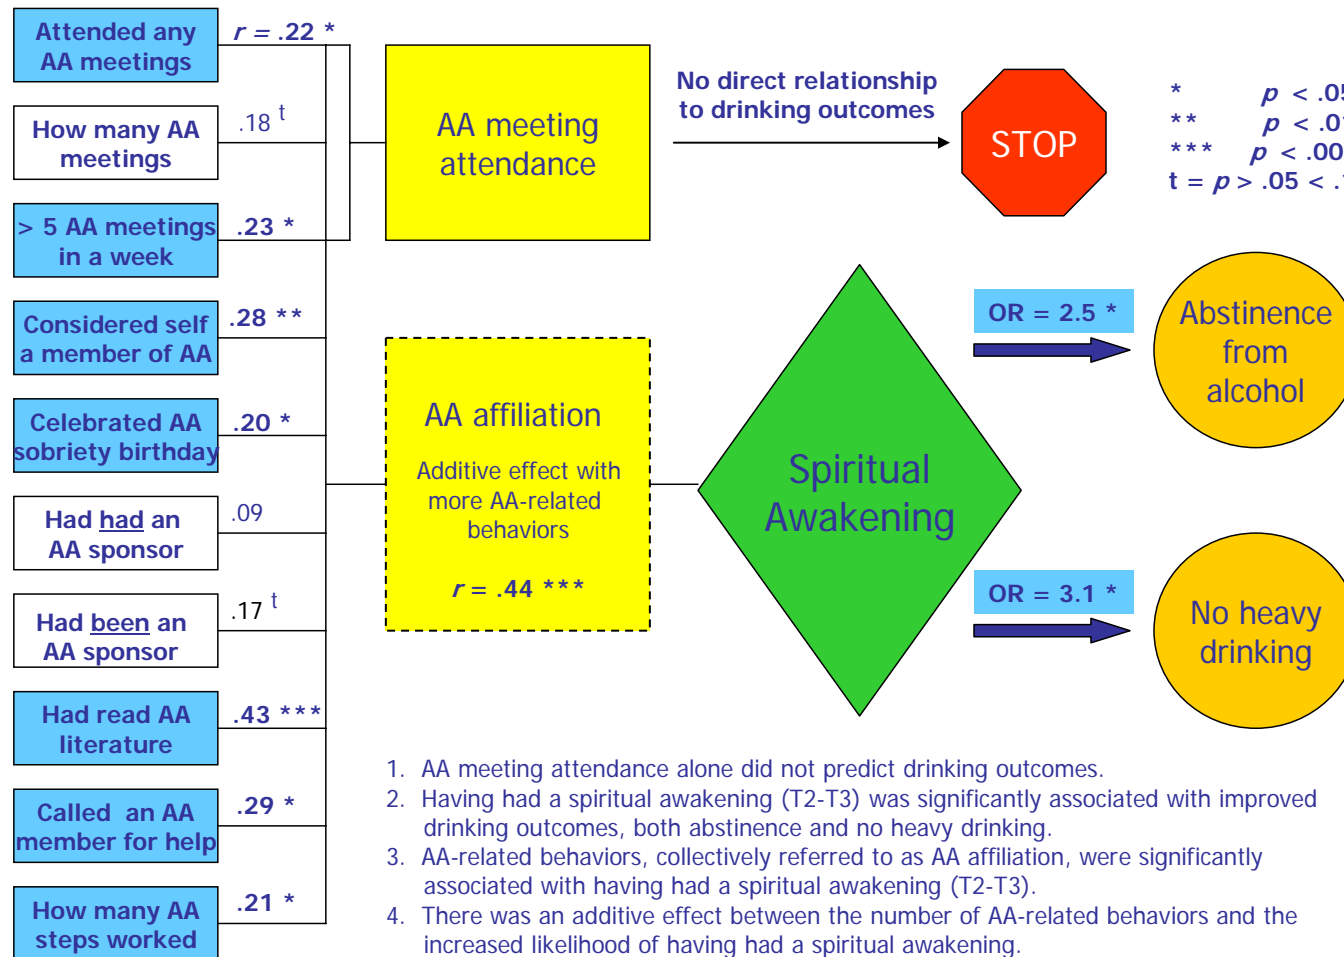 Attended any
AA meetings
r = .22 *
How many AA
meetings
.18 t
> 5 AA meetings
in a week
.23 *
Considered self
a member of AA
.28 **
Celebrated AA
sobriety birthday
.20 *
Had had an
AA sponsor
.09
Had been an
AA sponsor
.17 t
Had read AA
literature
.43 ***
Called an AA
member for help
.29 *
How many AA
steps worked
.21 *
AA meeting
attendance
No direct relationship
to drinking outcomes
STOP
* p < .05
** p < .0
*** p < .00
t = p > .05 < .
AA affiliation
Additive effect with
more AA-related
behaviors
r = .44 ***
Spiritual
Awakening
OR = 2.5 *
Abstinence
from
alcohol
OR = 3.1 *
No heavy
drinking
1. AA meeting attendance alone did not predict drinking outcomes.
2. Having had a spiritual awakening (T2-T3) was significantly associated with improved
drinking outcomes, both abstinence and no heavy drinking.
3. AA-related behaviors, collectively referred to as AA affiliation, were significantly
associated with having had a spiritual awakening (T2-T3).
4. There was an additive effect between the number of AA-related behaviors and the
increased likelihood of having had a spiritual awakening.